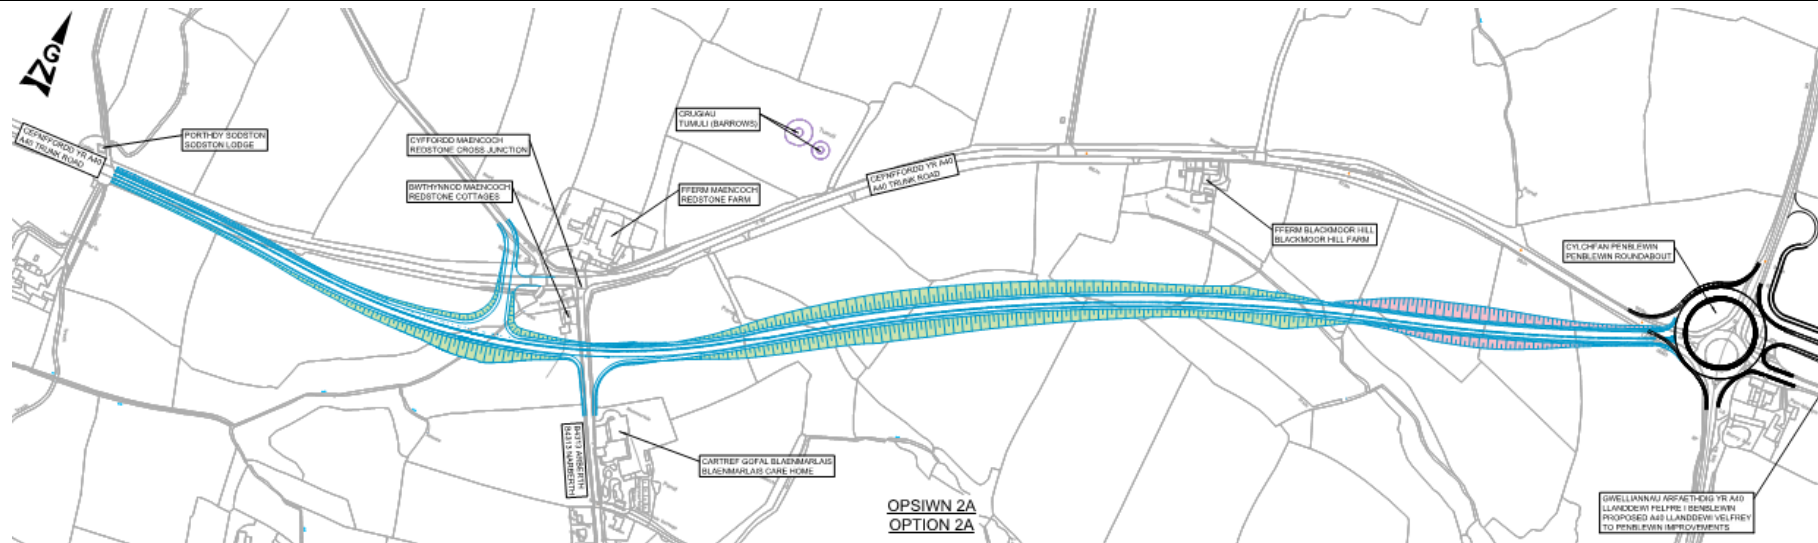 CEFNFFORDD YR A40
A40 TRUNK ROAD
PORTHDY SODSTON
SODSTON LODGE
CYFFORDD MAENCOCH
REDSTONE CROSS JUNCTION
BWTHYNNOD MAENCOCH
REDSTONE COTTAGES
FFERM MAENCOCH
REDSTONE FARM
CRUGIAU
TUMULI (BARROWS)
Tumuli
CEFNFFORDD YR A40
A40 TRUNK ROAD
FFERM BLACKMOOR HILL
BLACKMOOR HILL FARM
CYLCHFAN PENBLEWIN
PENBLEWIN ROUNDABOUT
B4313 ARBERTH
B4313 NARBERTH
CARTREF GOFAL BLAENMARLAIS
BLAENMARLAIS CARE HOME
OPSIWN 2A
OPTION 2A
GWELLIANNAU ARFAETHDIG YR A40
LLANDDEWI FELFRE I BENBLEWIN
PROPOSED A40 LLANDDEWI VELFREY
TO PENBLEWIN IMPROVEMENTS